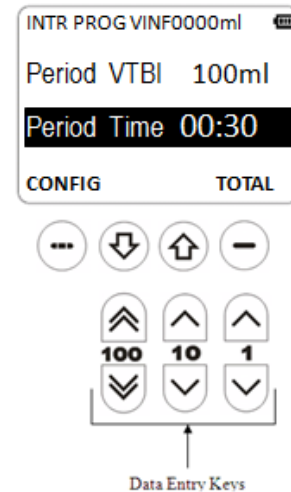 INTR PROG VINF0000ml
Period VTBI 100ml
Period Time 00:30
CONFIG TOTAL
100 10 1
Data Entry Keys